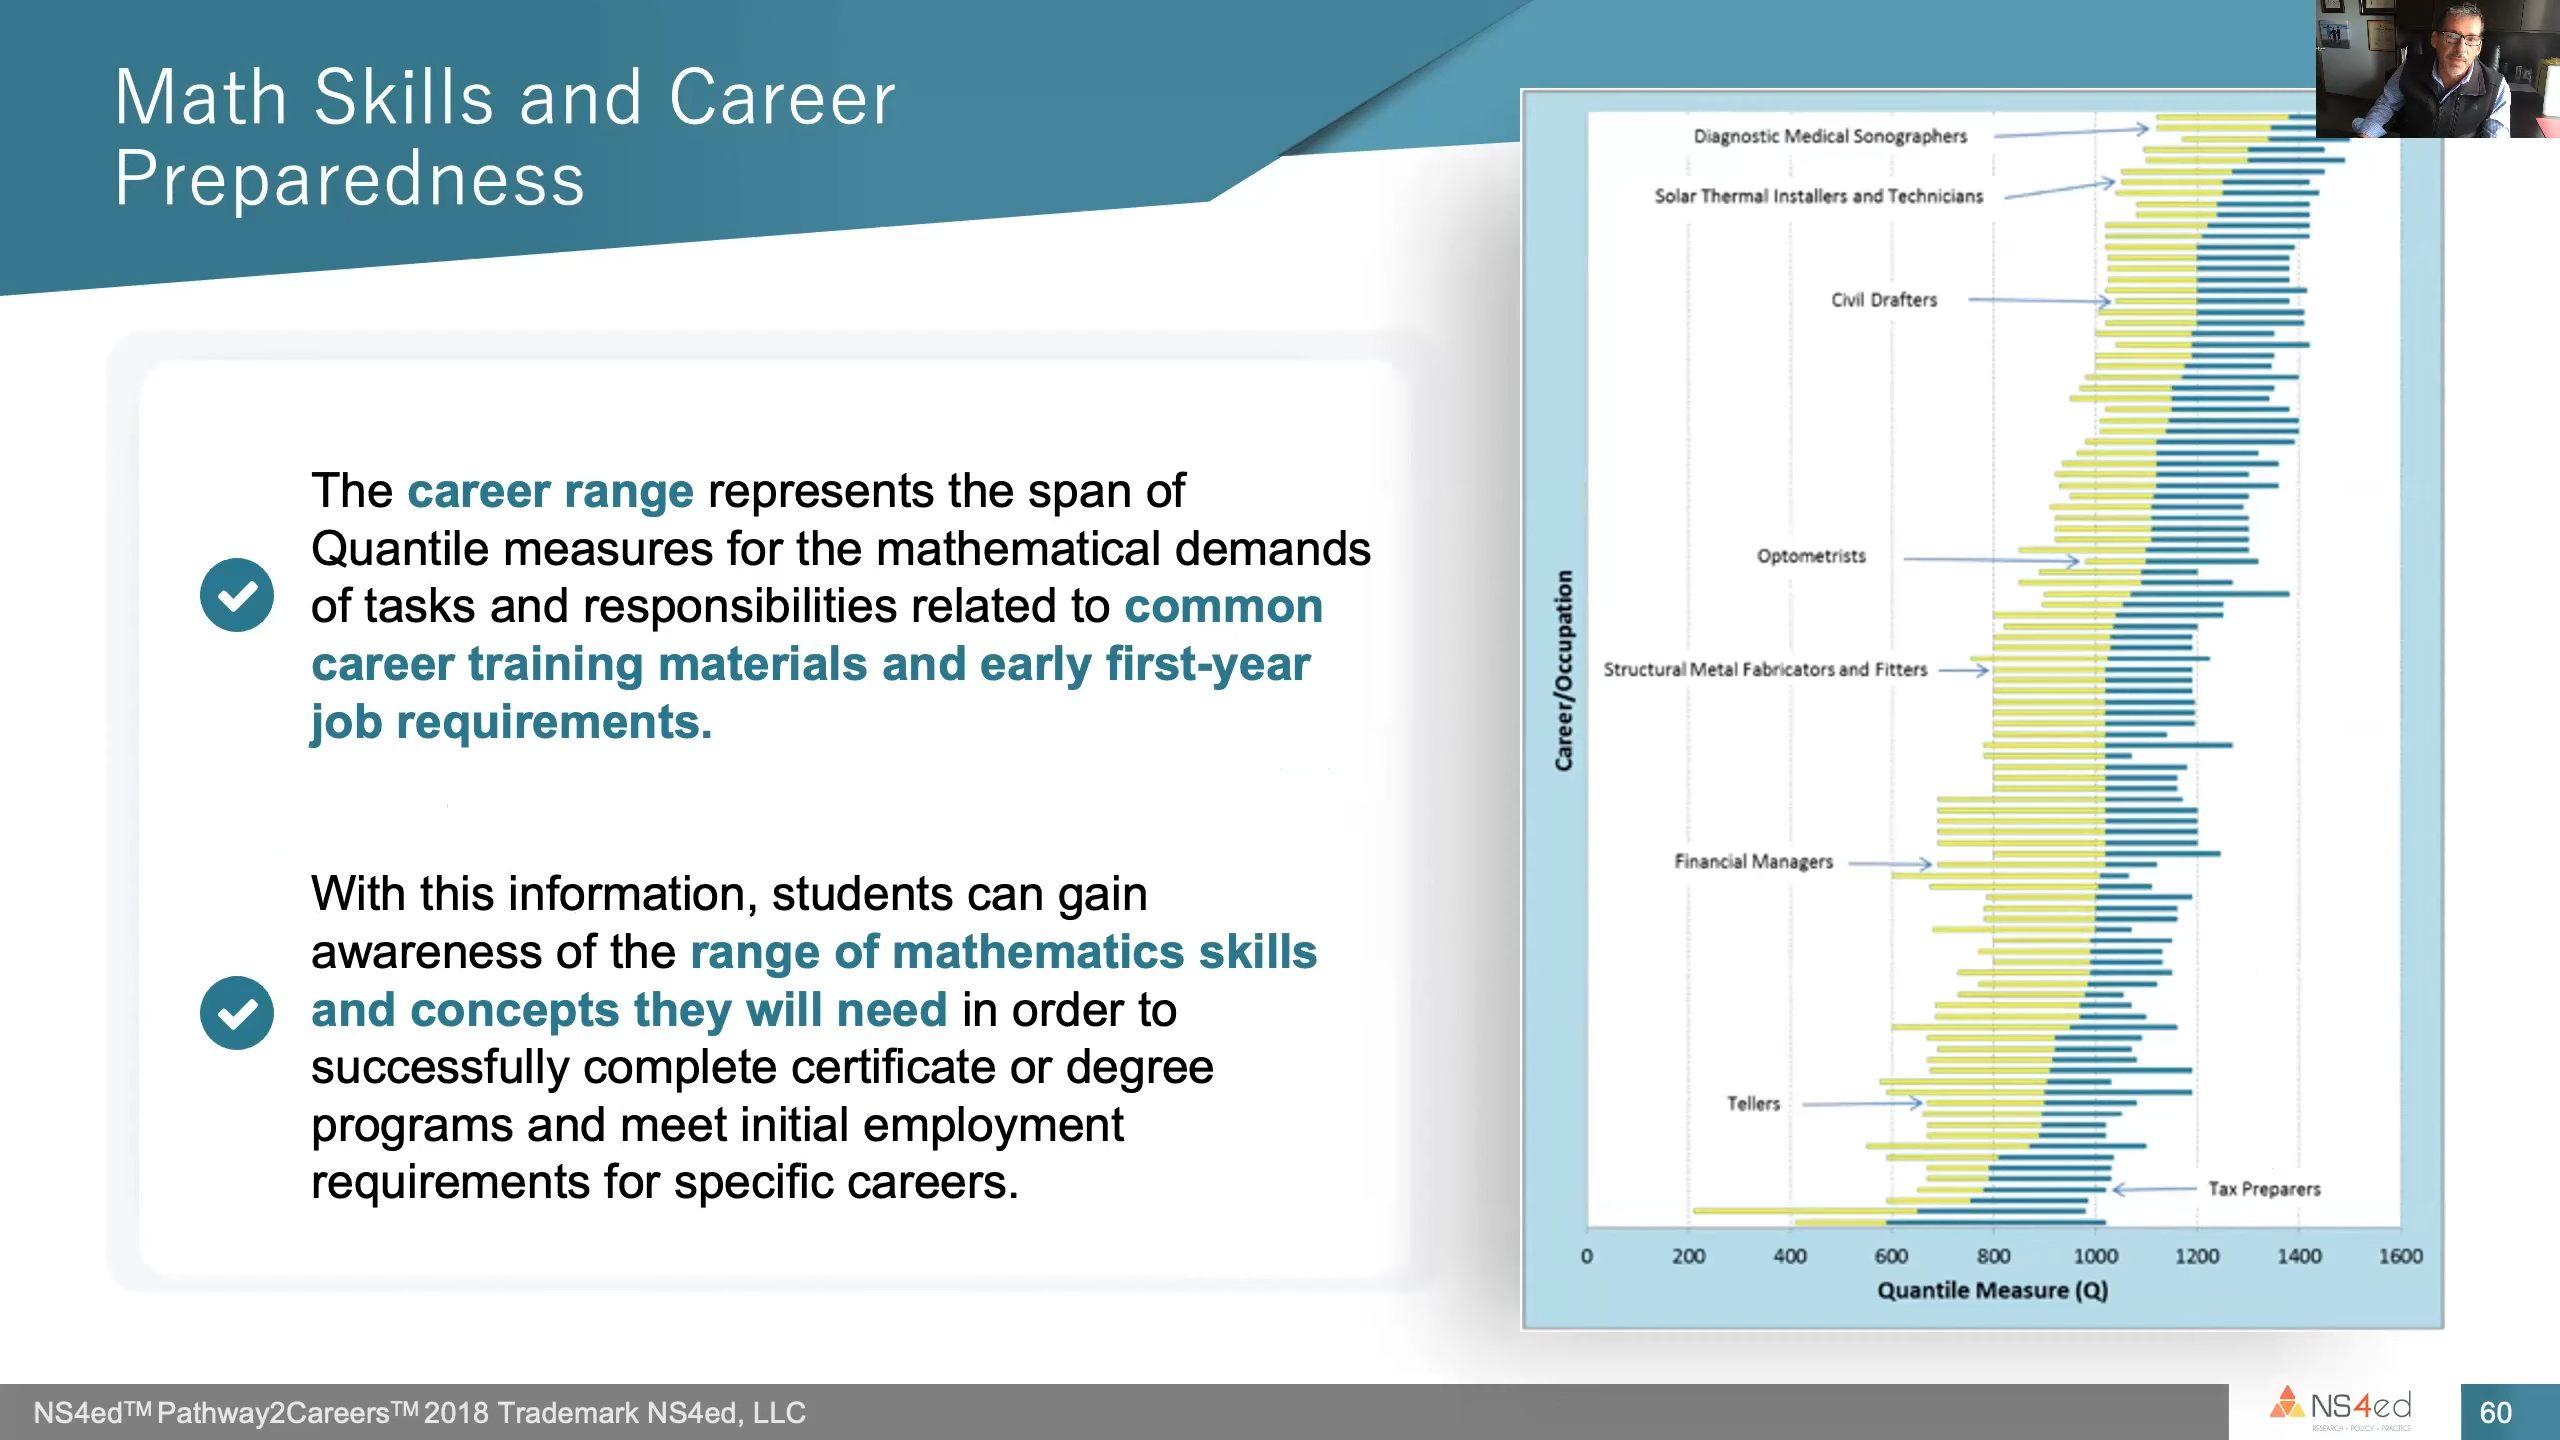 Math Skills and Career
Preparedness
The career range represents the span of
Quantile measures for the mathematical demands
of tasks and responsibilities related to common
career training materials and early first-year
job requirements.
With this information, students can gain
awareness of the range of mathematics skills
and concepts they will need in order to
successfully complete certificate or degree
programs and meet initial employment
requirements for specific careers.
Career/Occupation
Diagnostic Medical Sonographers
Solar Thermal Installers and Technicians
Civil Drafters
Optometrists
Structural Metal Fabricators and Fitters
Financial Managers
Tellers
Tax Preparers
0 200 400 600 800 1000 1200 1400 1600
Quantile Measure (Q)
NS4ed™ Pathway2Careers™ 2018 Trademark NS4ed, LLC
NS4ed
RESEARCH • POLICY • PRACTICE
60